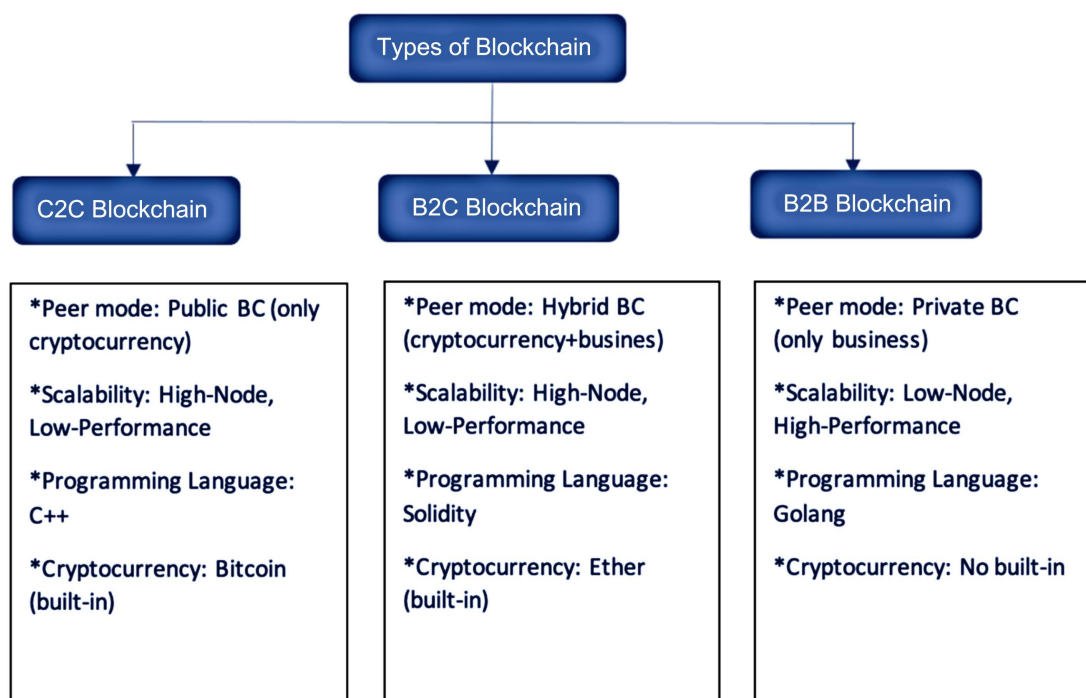 Types of Blockchain
C2C Blockchain
B2C Blockchain
B2B Blockchain
*Peer mode: Public BC (only
cryptocurrency)
*Scalability: High-Node,
Low-Performance
*Programming Language:
C++
*Cryptocurrency: Bitcoin
(built-in)
*Peer mode: Hybrid BC
(cryptocurrency+busines)
*Scalability: High-Node,
Low-Performance
*Programming Language:
Solidity
*Cryptocurrency: Ether
(built-in)
*Peer mode: Private BC
(only business)
*Scalability: Low-Node,
High-Performance
*Programming Language:
Golang
*Cryptocurrency: No built-in